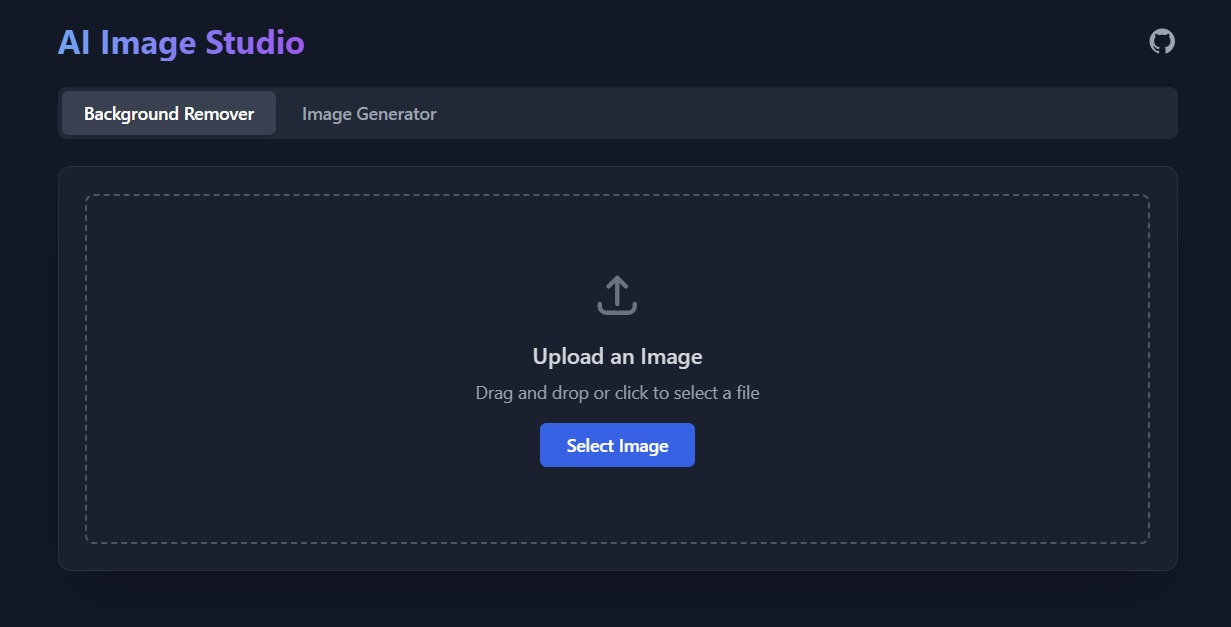 AI Image Studio
Background Remover
Image Generator
Upload an Image
Drag and drop or click to select a file
Select Image